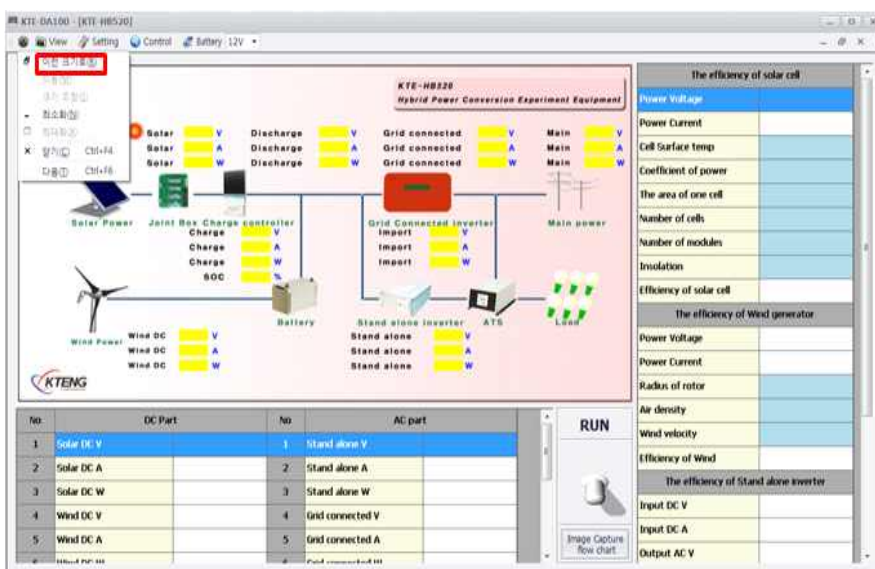 KTE-DA100 - [KTE-HB520]
View Setting Control Battery 12V
이전 크기로(R)
이동(M)
크기 조정(S)
최소화(N)
최대화(X)
닫기(C) Ctrl+F4
다음(T) Ctrl+F6
KTE-HB520
Hybrid Power Conversion Experiment Equipment
Solar V Discharge V Grid connected V Main V
Solar A Discharge A Grid connected A Main A
Solar W Discharge W Grid connected W Main W
Solar Power Joint Box Charge controller Grid Connected inverter Main power
Charge V Import V
Charge A Import A
Charge W Import W
SOC %
Battery Stand alone inverter ATS Load
Wind Power
Wind DC V Stand alone V
Wind DC A Stand alone A
Wind DC W Stand alone W
KTENG
No. DC Part No AC part
1 Solar DC V 1 Stand alone V
2 Solar DC A 2 Stand alone A
3 Solar DC W 3 Stand alone W
4 Wind DC V 4 Grid connected V
5 Wind DC A 5 Grid connected A
RUN
Image Capture
flow chart
The efficiency of solar cell
Power Voltage
Power Current
Cell Surface temp
Coefficient of power
The area of one cell
Number of cells
Number of modules
Insolation
Efficiency of solar cell
The efficiency of Wind generator
Power Voltage
Power Current
Radius of rotor
Air density
Wind velocity
Efficiency of Wind
The efficiency of Stand alone inverter
Input DC V
Input DC A
Output AC V